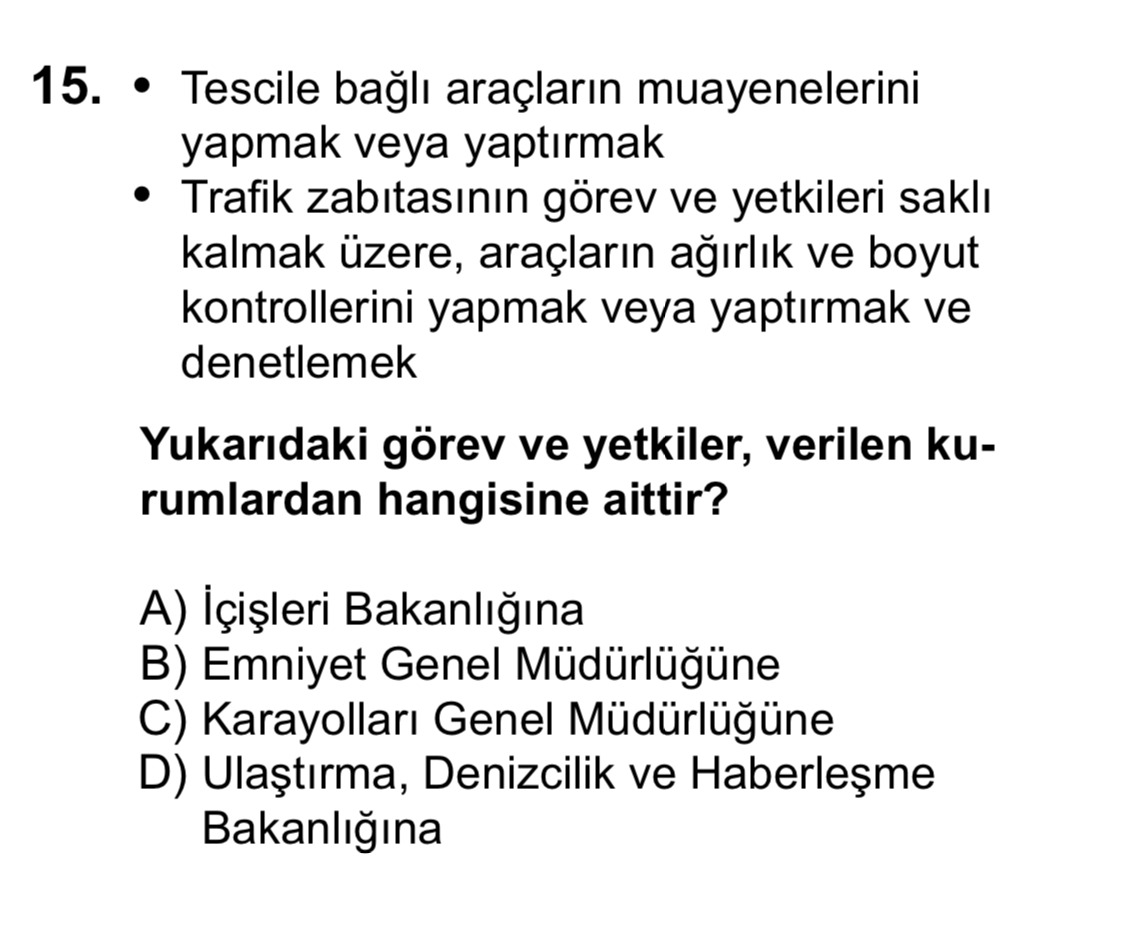 15. • Tescile bağlı araçların muayenelerini
yapmak veya yaptırmak
• Trafik zabıtasının görev ve yetkileri saklı
kalmak üzere, araçların ağırlık ve boyut
kontrollerini yapmak veya yaptırmak ve
denetlemek
Yukarıdaki görev ve yetkiler, verilen ku-
rumlardan hangisine aittir?
A) İçişleri Bakanlığına
B) Emniyet Genel Müdürlüğüne
C) Karayolları Genel Müdürlüğüne
D) Ulaştırma, Denizcilik ve Haberleşme
Bakanlığına